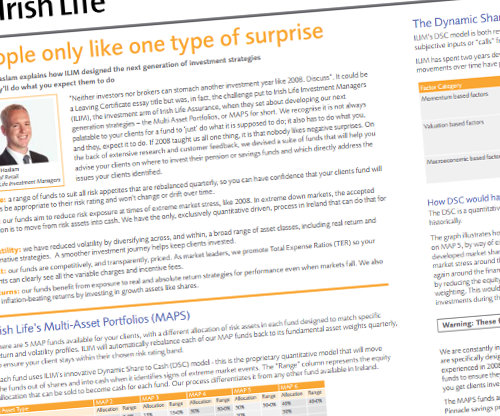 Irish Life
ople only like one type of surprise
aslam explains how ILIM designed the next generation of investment strategies
y'll do what you expect them to do
"Neither investors nor brokers can stomach another investment year like 2008. Discuss". It could be
a Leaving Certificate essay title but was, in fact, the challenge put to Irish Life Investment Managers
(ILIM), the investment arm of Irish Life Assurance, when they set about developing our next
generation strategies – the Multi Asset Portfolios, or MAPS for short. We recognise it is not always
palatable to your clients for a fund to 'just' do what it is supposed to do; it also has to do what you,
and they, expect it to do. If 2008 taught us all one thing, it is that nobody likes negative surprises. On
the back of extensive research and customer feedback, we devised a suite of funds that will help you
advise your clients on where to invest their pension or savings funds and which directly address the
issues your clients identified.
Haslam
of Retail
Life Investment Managers
e: a range of funds to suit all risk appetites that are rebalanced quarterly, so you can have confidence that your clients fund will
s be appropriate to their risk rating and won't change or drift over time.
: our funds aim to reduce risk exposure at times of extreme market stress, like 2008. In extreme down markets, the accepted
on is to move from risk assets into cash. We have the only, exclusively quantitative driven, process in Ireland that can do that for
tility: we have reduced volatility by diversifying across, and within, a broad range of asset classes, including real return and
rnative strategies. A smoother investment journey helps keep clients invested.
: our funds are competitively, and transparently, priced. As market leaders, we promote Total Expense Ratios (TER) so your
nts can clearly see all the variable charges and incentive fees.
urns: our funds benefit from exposure to real and absolute return strategies for performance even when markets fall. We also
inflation-beating returns by investing in growth assets like shares.
ish Life's Multi-Asset Portfolios (MAPS)
here are 5 MAP funds available for your clients, with a different allocation of risk assets in each fund designed to match specific
eturn and volatility profiles. ILIM will automatically rebalance each of our MAP funds back to its fundamental asset weights quarterly,
o ensure your client stays within their chosen risk rating band.
ach fund uses ILIM's innovative Dynamic Share to Cash (DSC) model - this is the proprietary quantitative model that will move
he funds out of shares and into cash when it identifies signs of extreme market events. The "Range" column represents the equity
allocation that can be sold to become cash for each fund. Our process differentiates it from any other fund available in Ireland.
Asset Type MAP 2 MAP 3 MAP 4 MAP 5 MAP 6
Allocation Range Allocation Range Allocation Range Allocation Range Allocation Range
The Dynamic Shar
ILIM's DSC model is both re
subjective inputs or "calls" f
ILIM has spent two years de
movements over time have p
Factor Category
Momentum based factors
Valuation based factors
Macroeconomic based factor
How DSC would ha
The DSC is a quantita
of historic
The graph illustrates ho
on MAP 5, by way of e
developed market share
market stress around th
again around the financi
by reducing the equity
weighting. This would
investments during th
Warning: These f
We are constantly in
are specifically design
experienced in 2008
funds to ensure the
you get clients inves
The MAPS funds c
Pinnacle savings